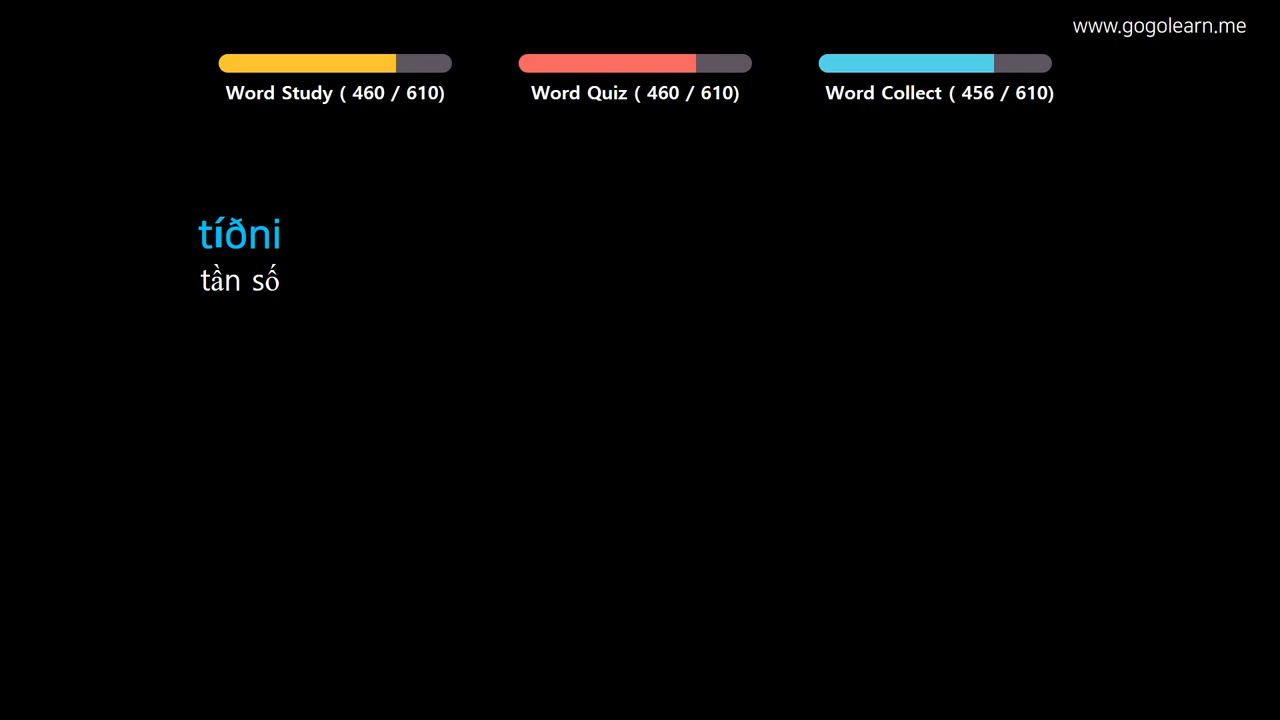 www.gogolearn.me
Word Study ( 460 / 610)
Word Quiz ( 460 / 610)
Word Collect ( 456 / 610)
tíðni
tần số